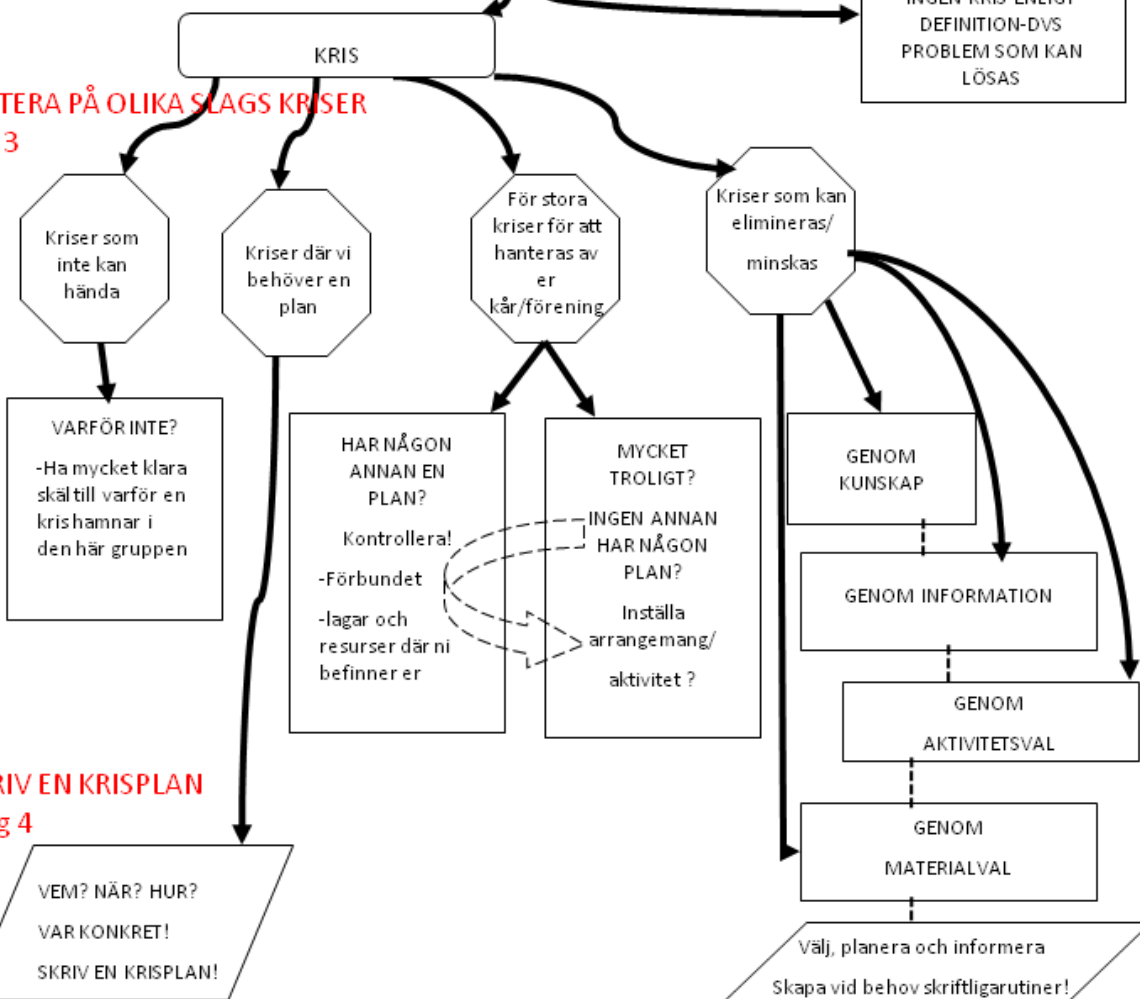 DEFINITION-DVS
PROBLEM SOM KAN
LÖSAS
KRIS
TERA PÅ OLIKA SLAGS KRISER
3
Kriser som
inte kan
hända
Kriser där vi
behöver en
plan
För stora
kriser för att
hanteras av
er
kår/förening
Kriser som kan
elimineras/
minskas
VARFÖR INTE?
-Ha mycket klara
skäl till varför en
kris hamnar i
den här gruppen
HAR NÅGON
ANNAN EN
PLAN?
Kontrollera!
-Förbundet
-lagar och
resurser där ni
befinner er
MYCKET
TROLIGT?
INGEN ANNAN
HAR NÅGON
PLAN?
Inställa
arrangemang/
aktivitet ?
GENOM
KUNSKAP
GENOM INFORMATION
GENOM
AKTIVITETSVAL
GENOM
MATERIALVAL
RIV EN KRISPLAN
g 4
VEM? NÄR? HUR?
VAR KONKRET!
SKRIV EN KRISPLAN!
Välj, planera och informera
Skapa vid behov skriftligarutiner!